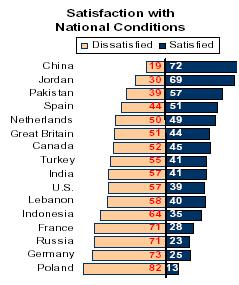 Satisfaction with
National Conditions
Dissatisfied Satisfied
China 19 72
Jordan 30 69
Pakistan 39 57
Spain 44 51
Netherlands 50 49
Great Britain 51 44
Canada 52 45
Turkey 55 41
India 57 41
U.S. 57 39
Lebanon 58 40
Indonesia 64 35
France 71 28
Russia 71 23
Germany 73 25
Poland 82 13